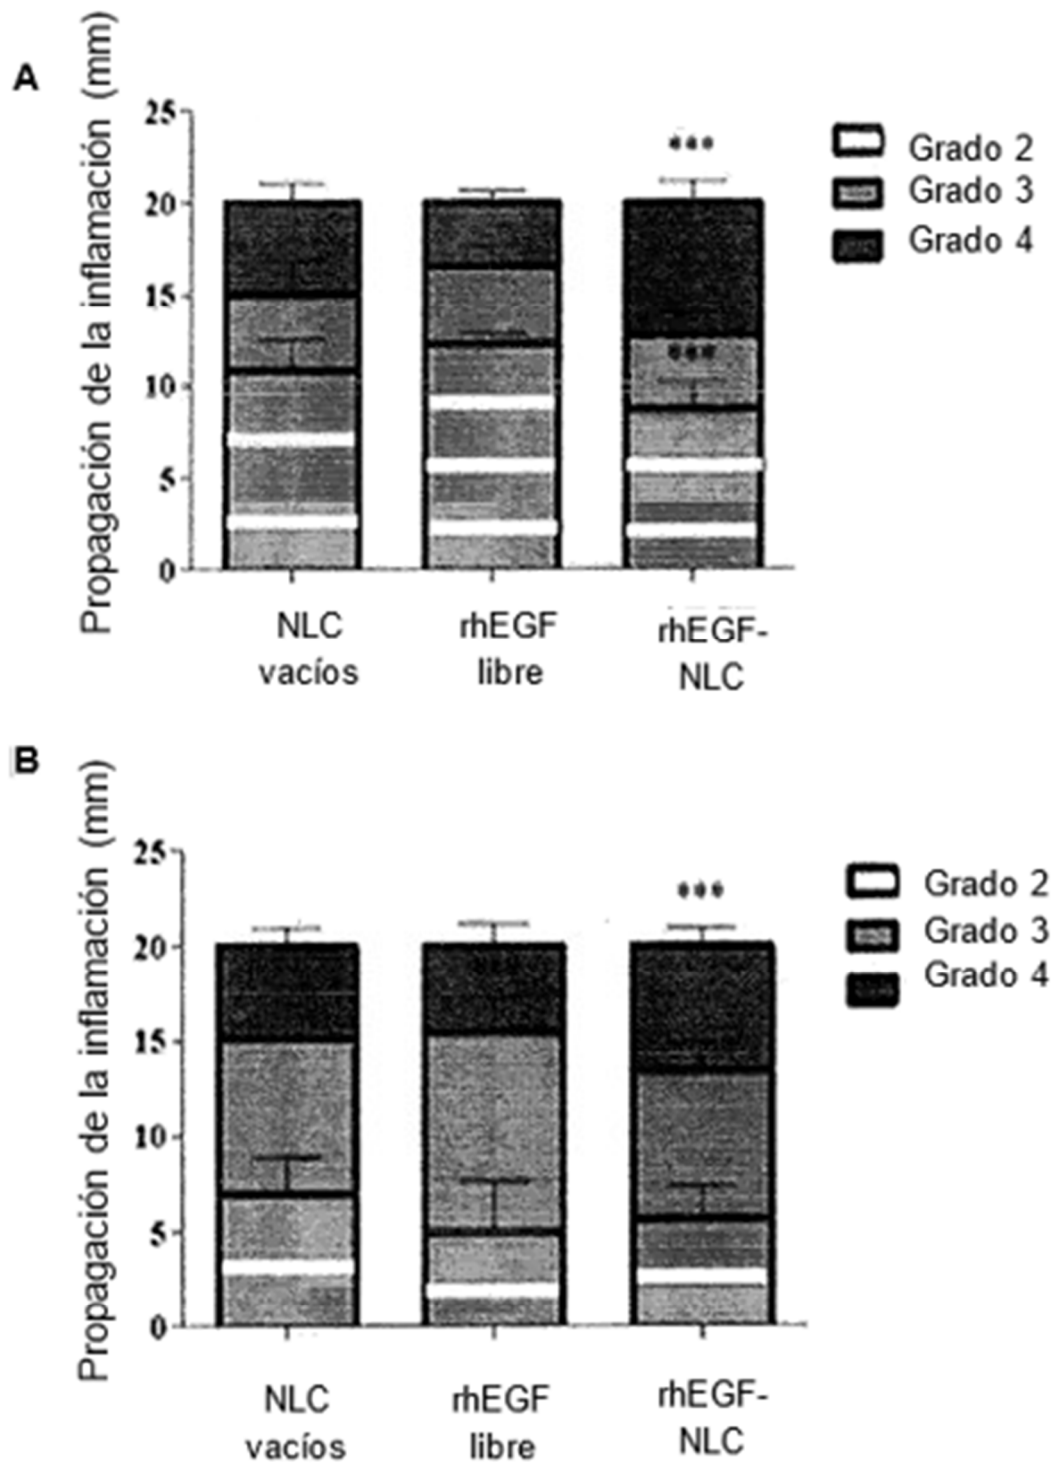 A
Propagación de la inflamación (mm)
25
20
15
10
5
0
***
***
Grado 2
Grado 3
Grado 4
NLC
vacíos
rhEGF
libre
rhEGF-
NLC
B
Propagación de la inflamación (mm)
25
20
15
10
5
0
***
Grado 2
Grado 3
Grado 4
NLC
vacíos
rhEGF
libre
rhEGF-
NLC